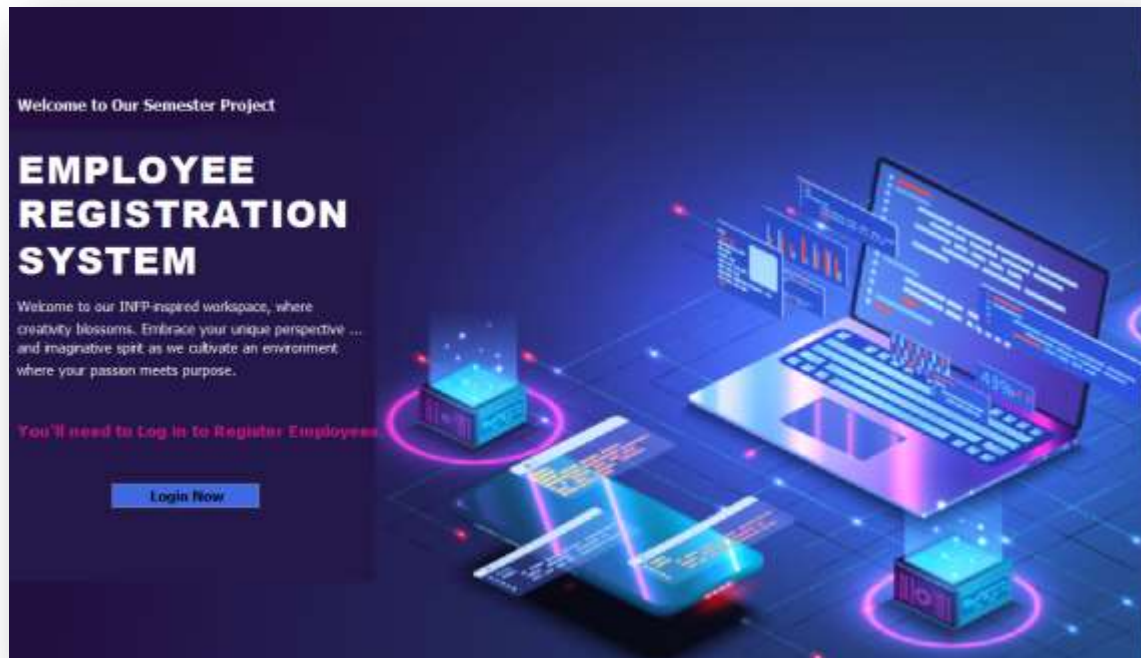 Welcome to Our Semester Project
EMPLOYEE
REGISTRATION
SYSTEM
Welcome to our INFP-inspired workspace, where
creativity blossoms. Embrace your unique perspective ...
and imaginative spirit as we cultivate an environment
where your passion meets purpose.
You'll need to Log in to Register Employees
Login Now